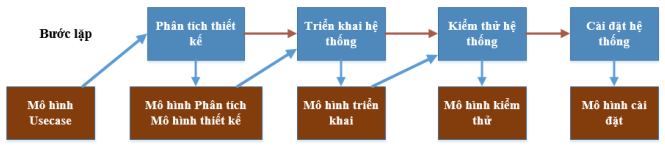 Bước lặp
Phân tích thiết
kế
Triển khai hệ
thống
Kiểm thử hệ
thống
Cài đặt hệ
thống
Mô hình
Usecase
Mô hình Phân tích
Mô hình thiết kế
Mô hình triển
khai
Mô hình kiểm
thử
Mô hình cài
đặt